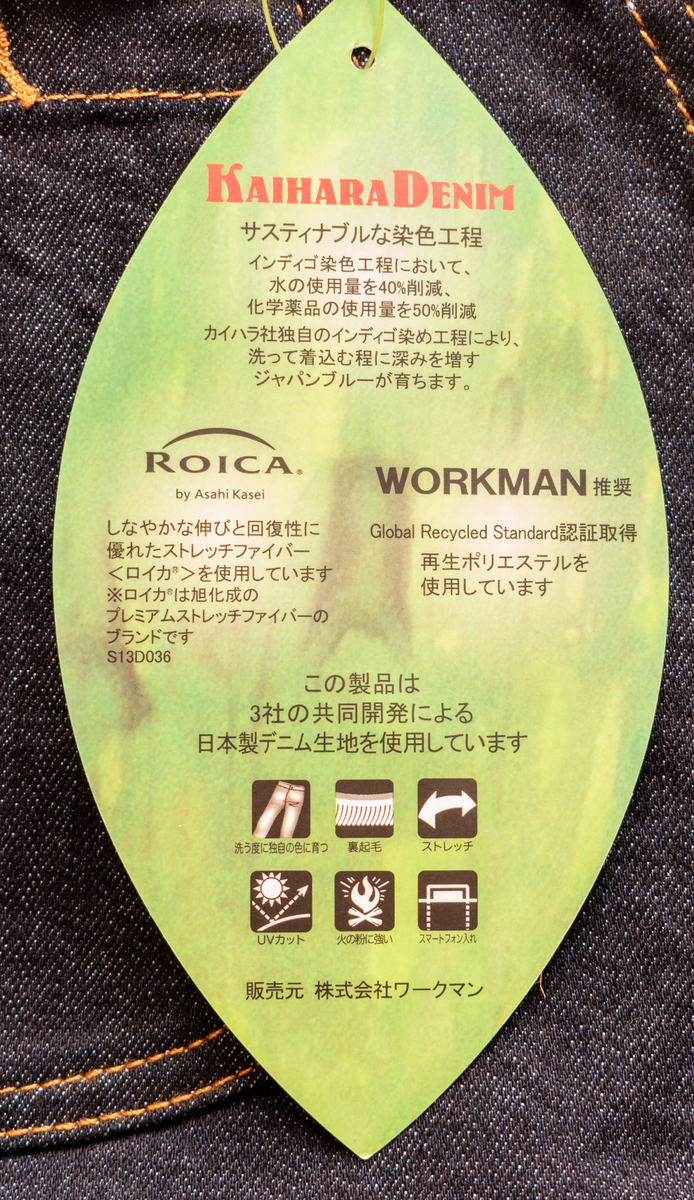 KAIHARA DENIM
サスティナブルな染色工程
インディゴ染色工程において、
水の使用量を40%削減、
化学薬品の使用量を50%削減
カイハラ社独自のインディゴ染め工程により、
洗って着込む程に深みを増す
ジャパンブルーが育ちます。
ROICA®
by Asahi Kasei
しなやかな伸びと回復性に
優れたストレッチファイバー
<ロイカ®>を使用しています
※ロイカ®は旭化成の
プレミアムストレッチファイバーの
ブランドです
S13D036
WORKMAN 推奨
Global Recycled Standard認証取得
再生ポリエステルを
使用しています
この製品は
3社の共同開発による
日本製デニム生地を使用しています
洗う度に独自の色に育つ
裏起毛
ストレッチ
UVカット
火の粉に強い
スマートフォン入れ
販売元 株式会社ワークマン